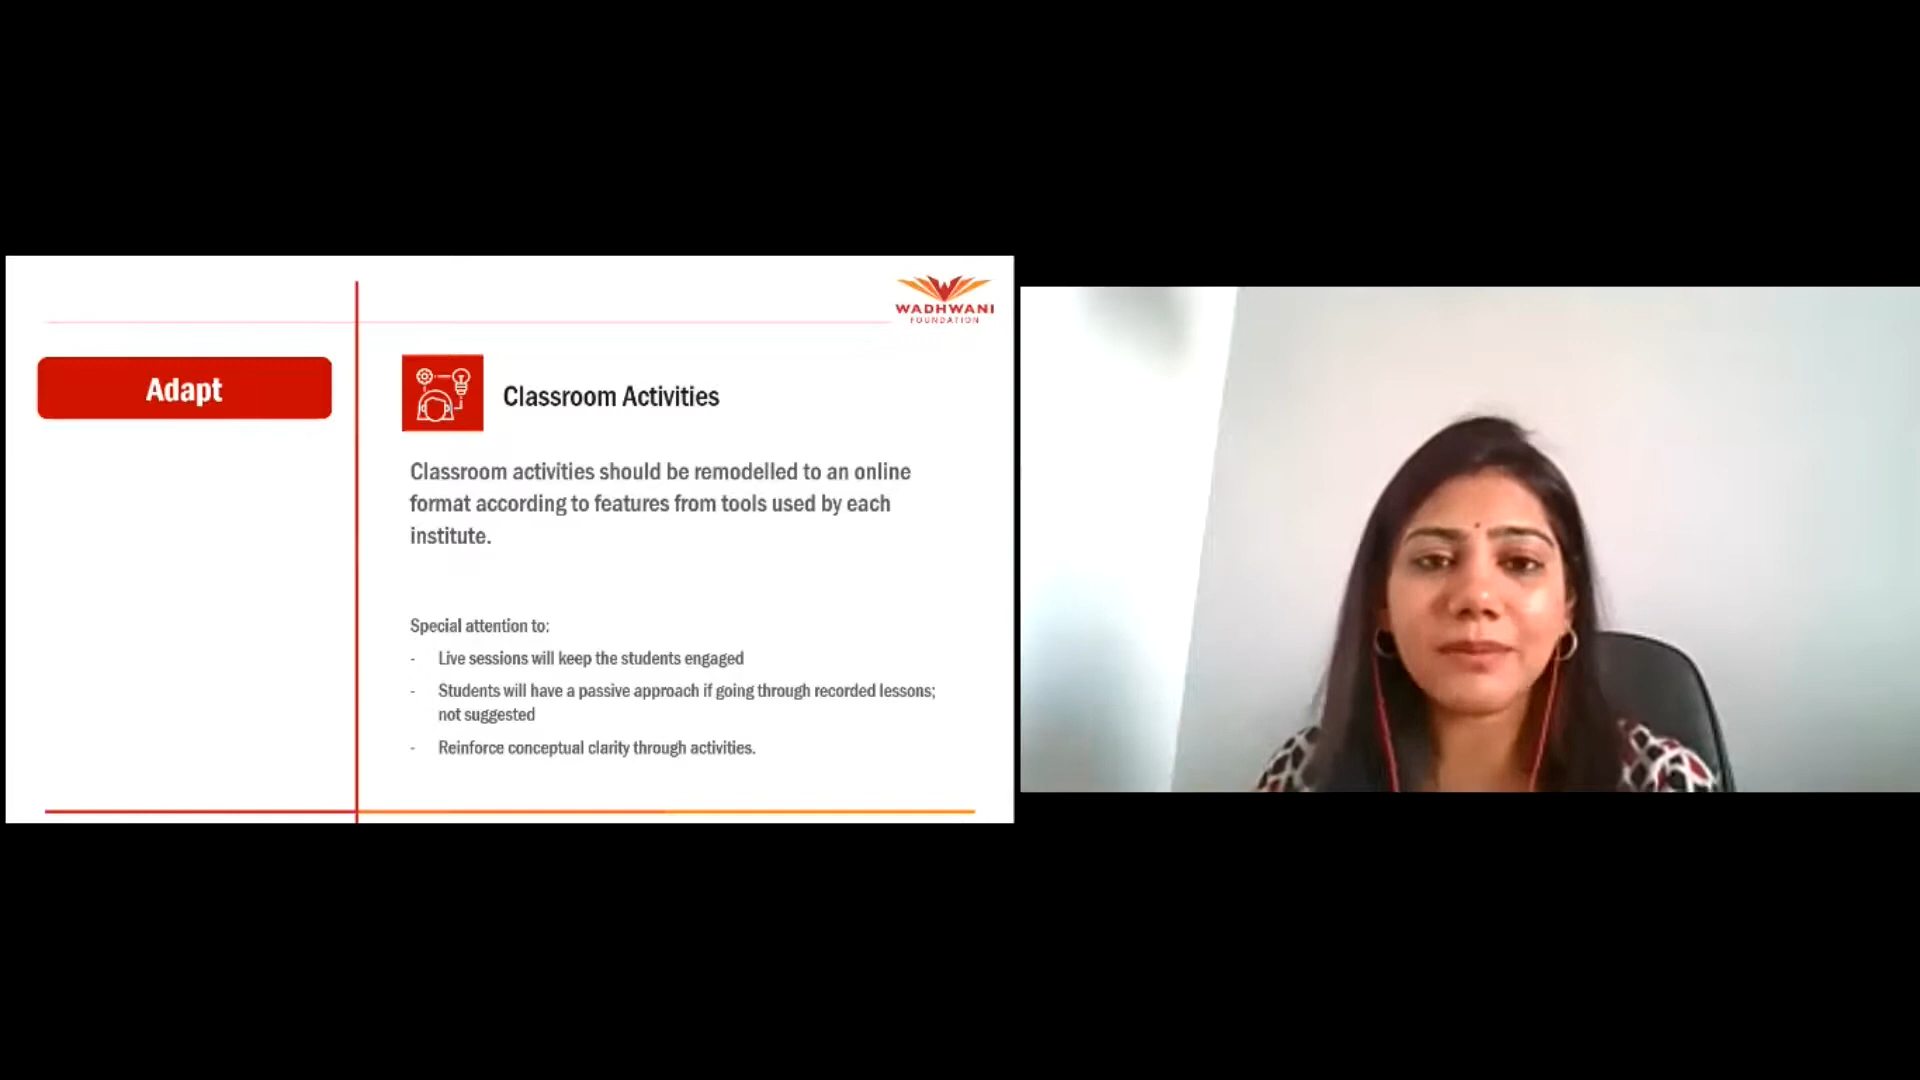 WADHWANI
FOUNDATION
Adapt
Classroom Activities
Classroom activities should be remodelled to an online
format according to features from tools used by each
institute.
Special attention to:
- Live sessions will keep the students engaged
- Students will have a passive approach if going through recorded lessons;
not suggested
- Reinforce conceptual clarity through activities.